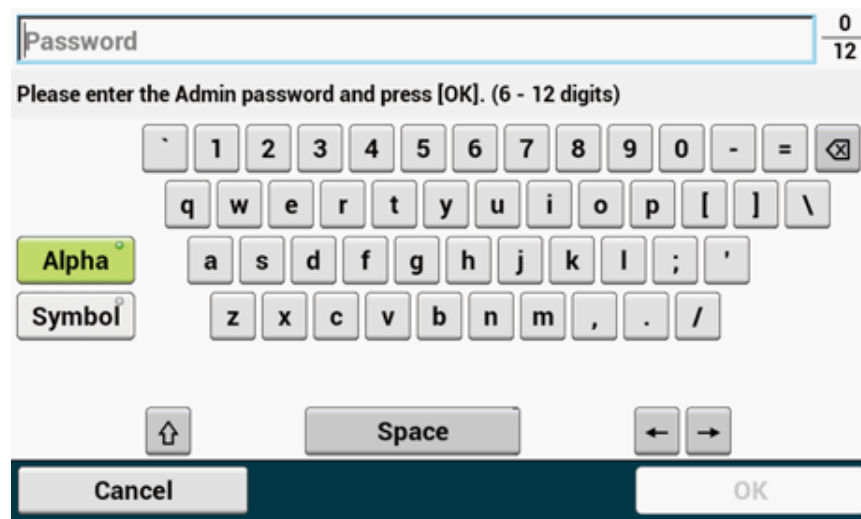 Password
0
12
Please enter the Admin password and press [OK]. (6 - 12 digits)
` 1 2 3 4 5 6 7 8 9 0 - =
q w e r t y u i o p [ ] \
Alpha a s d f g h j k l ; '
Symbol z x c v b n m , . /
Space ← →
Cancel OK